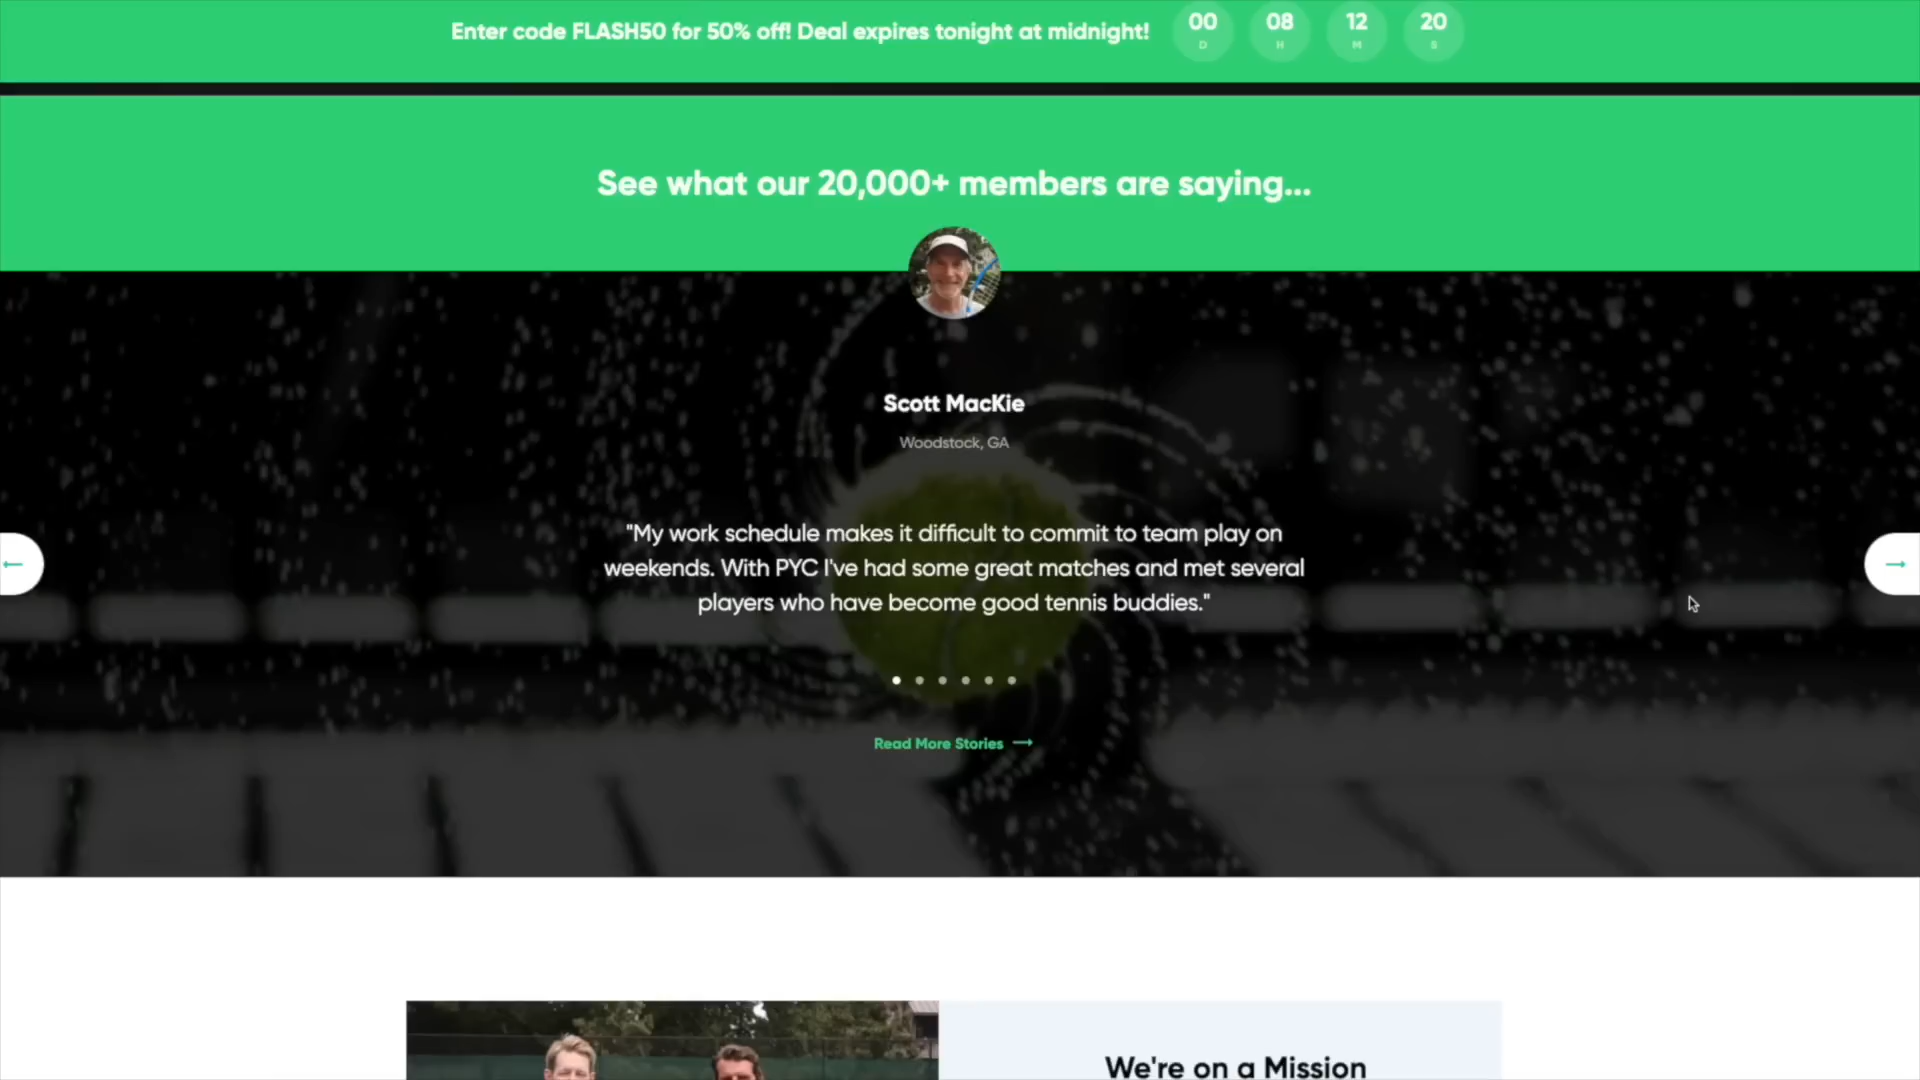 Enter code FLASH50 for 50% off! Deal expires tonight at midnight!
00 08 12 20
D H M S
See what our 20,000+ members are saying...
Scott MacKie
Woodstock, GA
"My work schedule makes it difficult to commit to team play on
weekends. With PYC I've had some great matches and met several
players who have become good tennis buddies."
Read More Stories
We're on a Mission